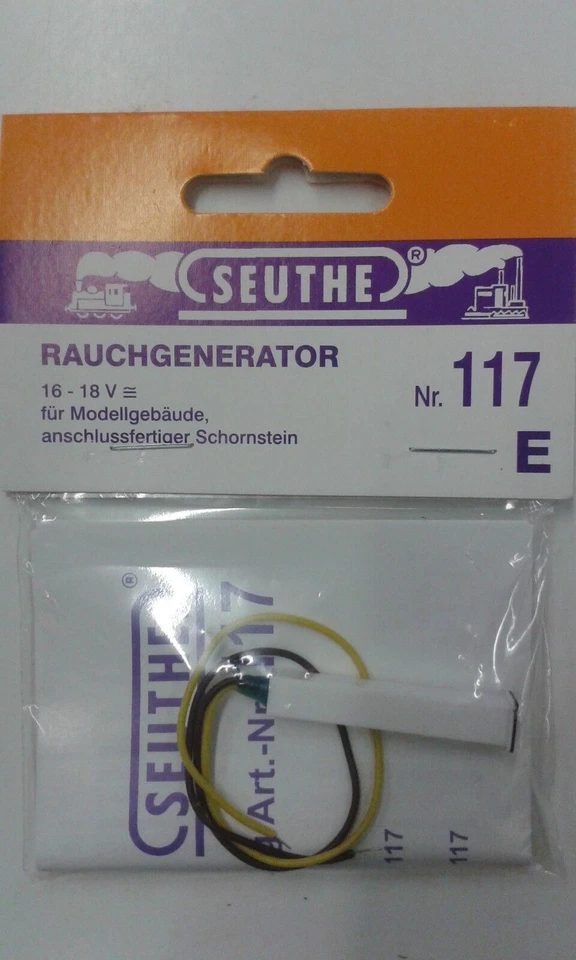 SEUTHE ®
RAUCHGENERATOR
16 - 18 V ≅
für Modellgebäude,
anschlussfertiger Schornstein
Nr. 117
E
® SEUTHE
Art.-Nr. 117
117
117